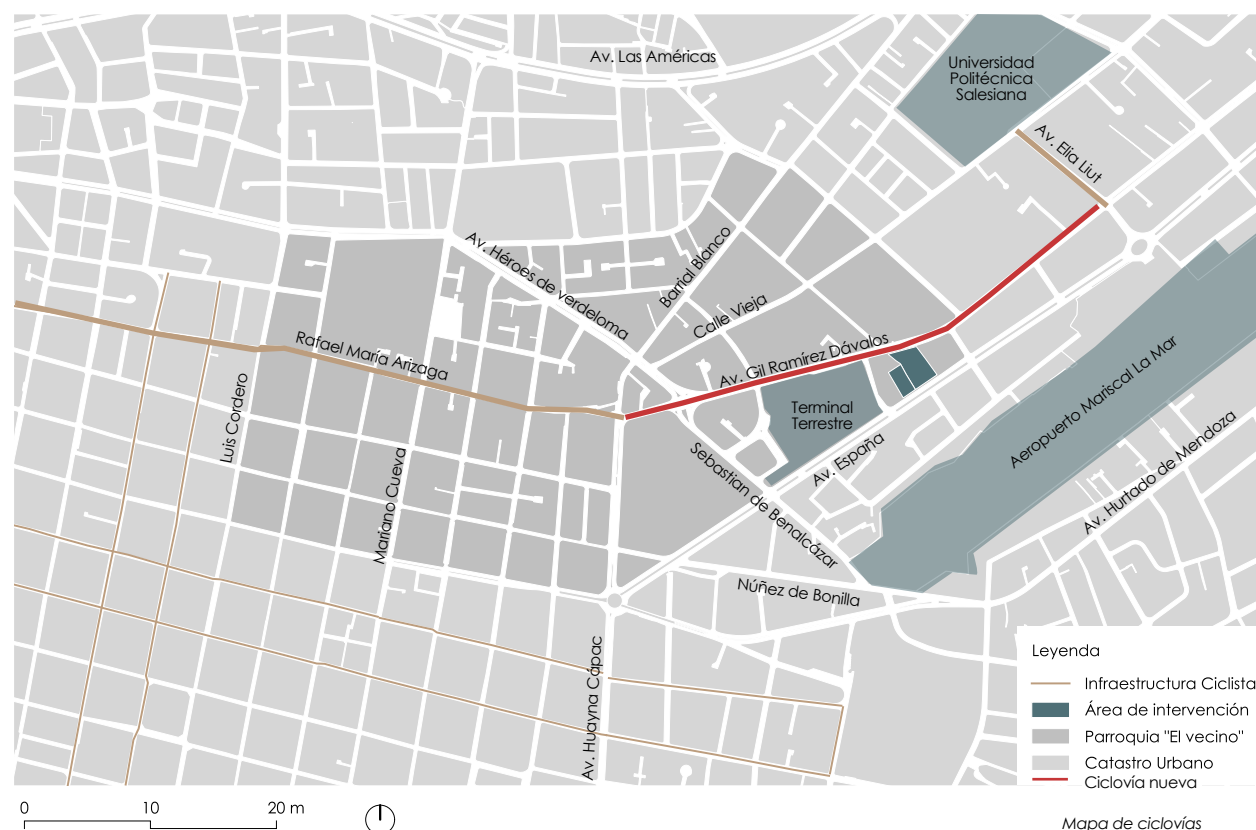 Av. Las Américas
Universidad
Politécnica
Salesiana
Av. Elia Liut
Av. Héroes de verdeloma
Barrial Blanco
Calle Vieja
Rafael María Arizaga
Av. Gil Ramírez Dávalos
Luis Cordero
Terminal
Terrestre
Aeropuerto Mariscal La Mar
Mariano Cueva
Sebastian de Benalcázar
Av. España
Av. Hurtado de Mendoza
Núñez de Bonilla
Av. Huayna Cápac
Leyenda
Infraestructura Ciclista
Área de intervención
Parroquia "El vecino"
Catastro Urbano
Ciclovía nueva
0 10 20 m
Mapa de ciclovías